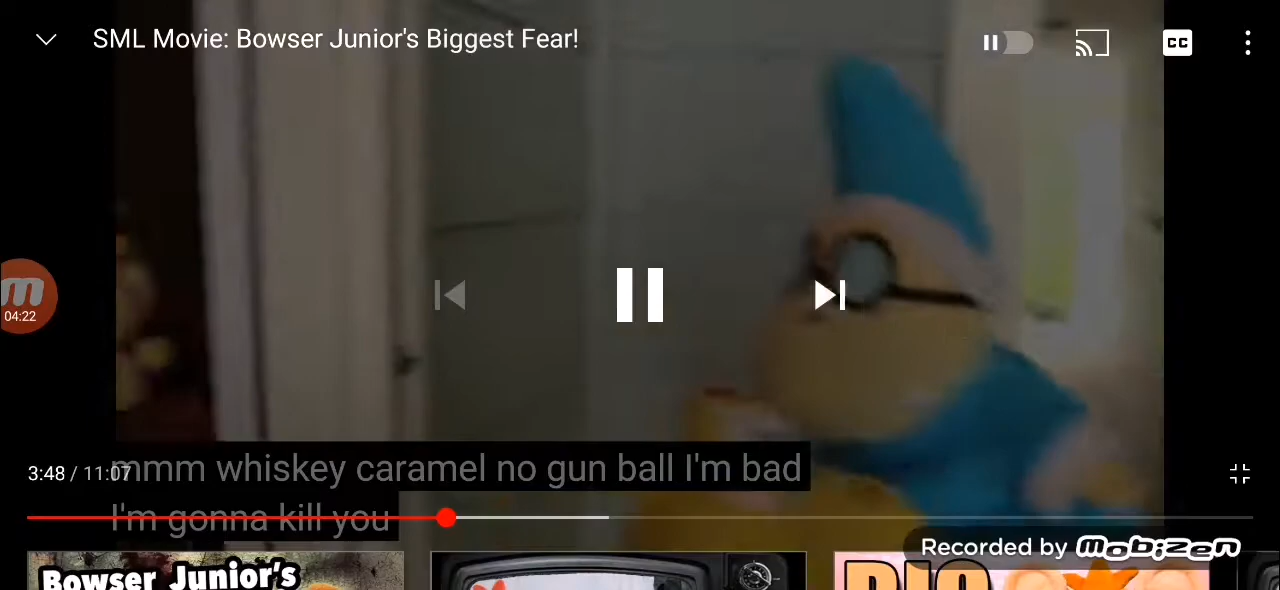 SML Movie: Bowser Junior's Biggest Fear!
CC
m
04:22
mmm whiskey caramel no gun ball I'm bad
3:48 / 11:07
I'm gonna kill you
Recorded by mobizen
Bowser Junior's
BIG